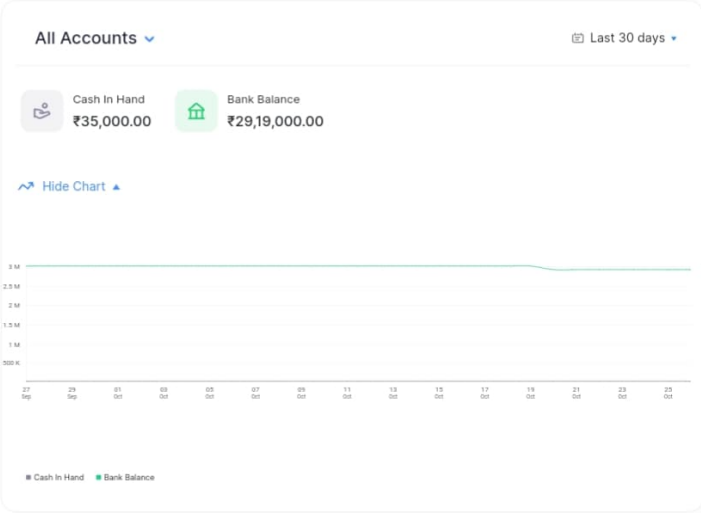 All Accounts
Last 30 days
Cash In Hand
₹35,000.00
Bank Balance
₹29,19,000.00
Hide Chart
3 M
2.5 M
2 M
1.5 M
1 M
500 K
27 Sep
29 Sep
01 Oct
03 Oct
05 Oct
07 Oct
09 Oct
11 Oct
13 Oct
15 Oct
17 Oct
19 Oct
21 Oct
23 Oct
25 Oct
Cash In Hand
Bank Balance